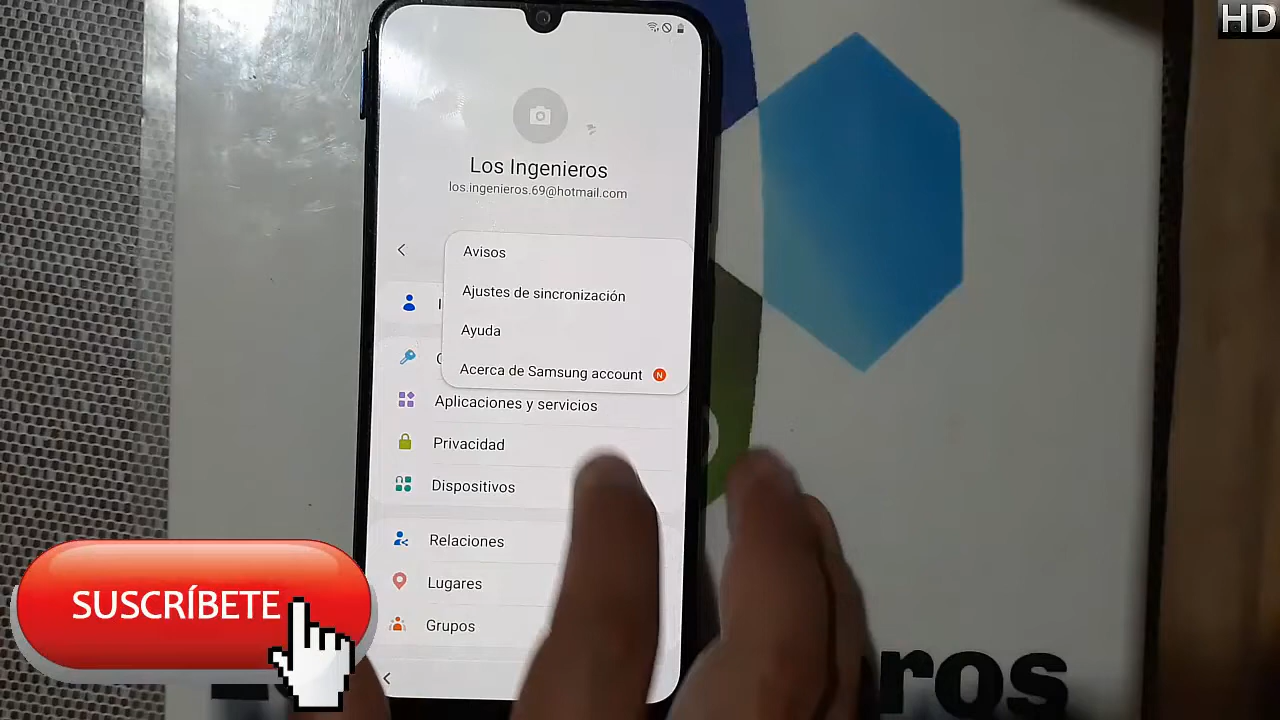 HD
Los Ingenieros
los.ingenieros.69@hotmail.com
Avisos
Ajustes de sincronización
Ayuda
Acerca de Samsung account N
Aplicaciones y servicios
Privacidad
Dispositivos
Relaciones
Lugares
Grupos
SUSCRÍBETE